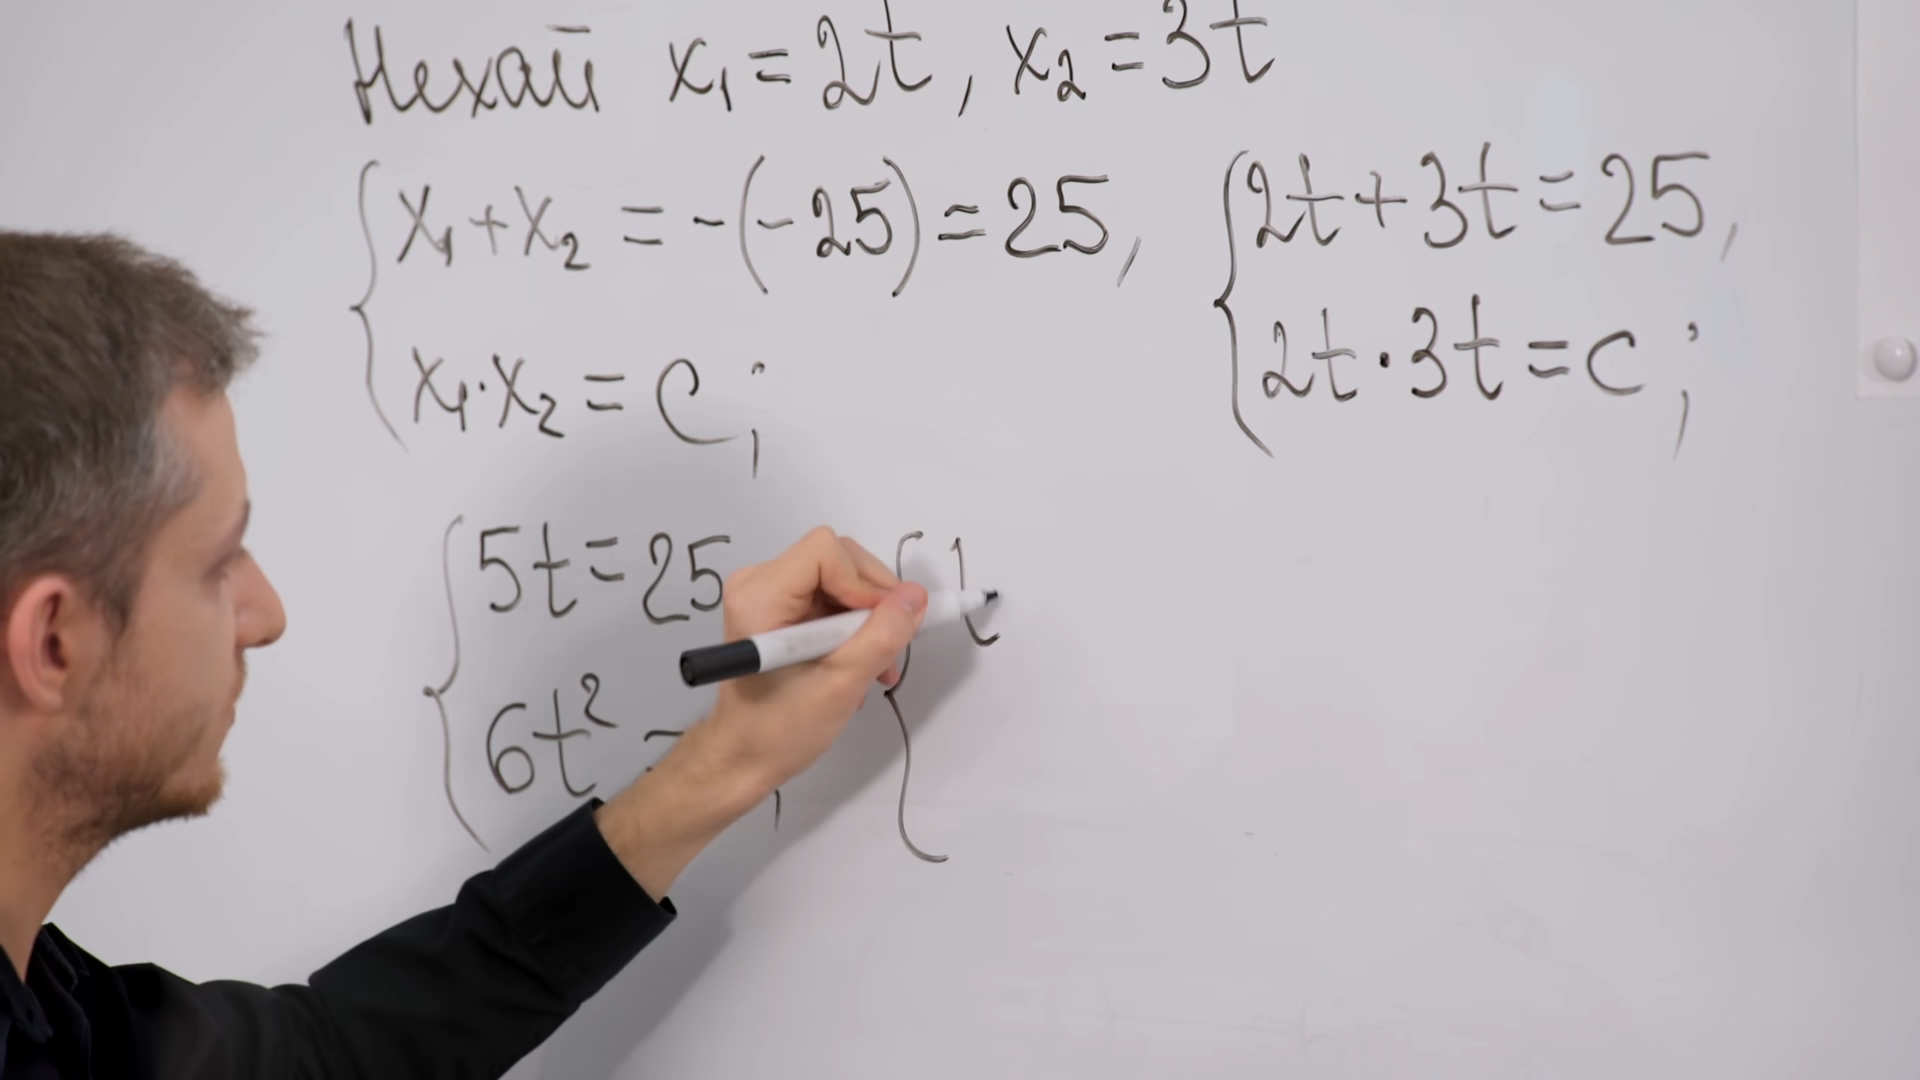 Нехай x₁ = 2t, x₂ = 3t
x₁ + x₂ = -(-25) = 25,
x₁ · x₂ = c;
2t + 3t = 25,
2t · 3t = c;
5t = 25
6t² =
t